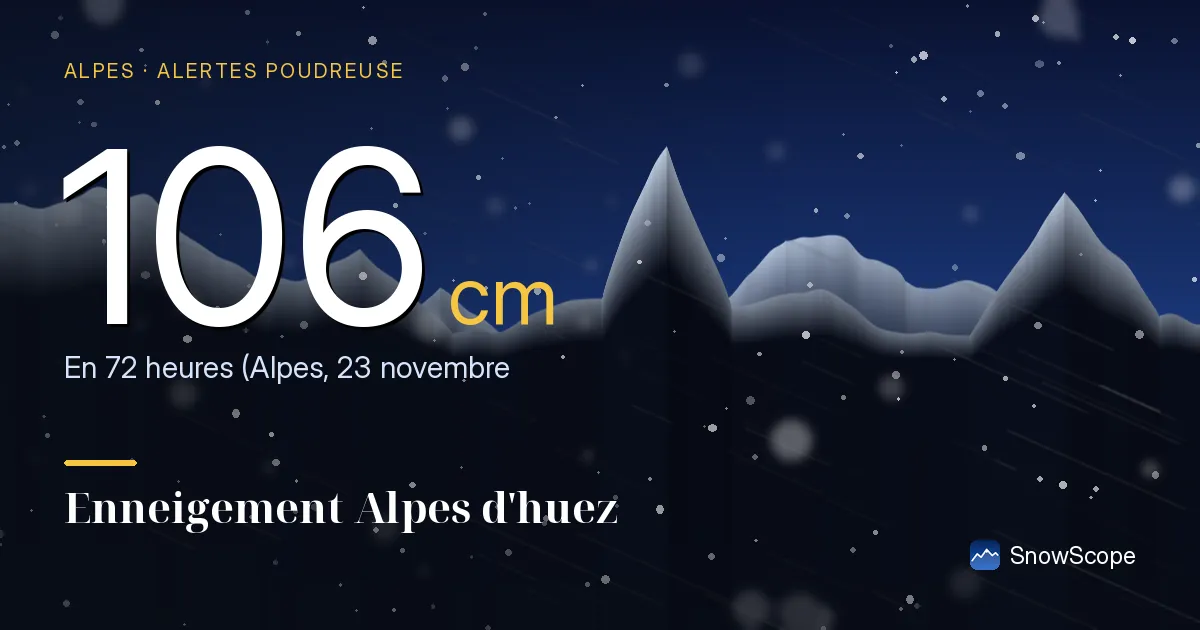 ALPES · ALERTES POUDREUSE
106 cm
En 72 heures (Alpes, 23 novembre
Enneigement Alpes d'huez
SnowScope